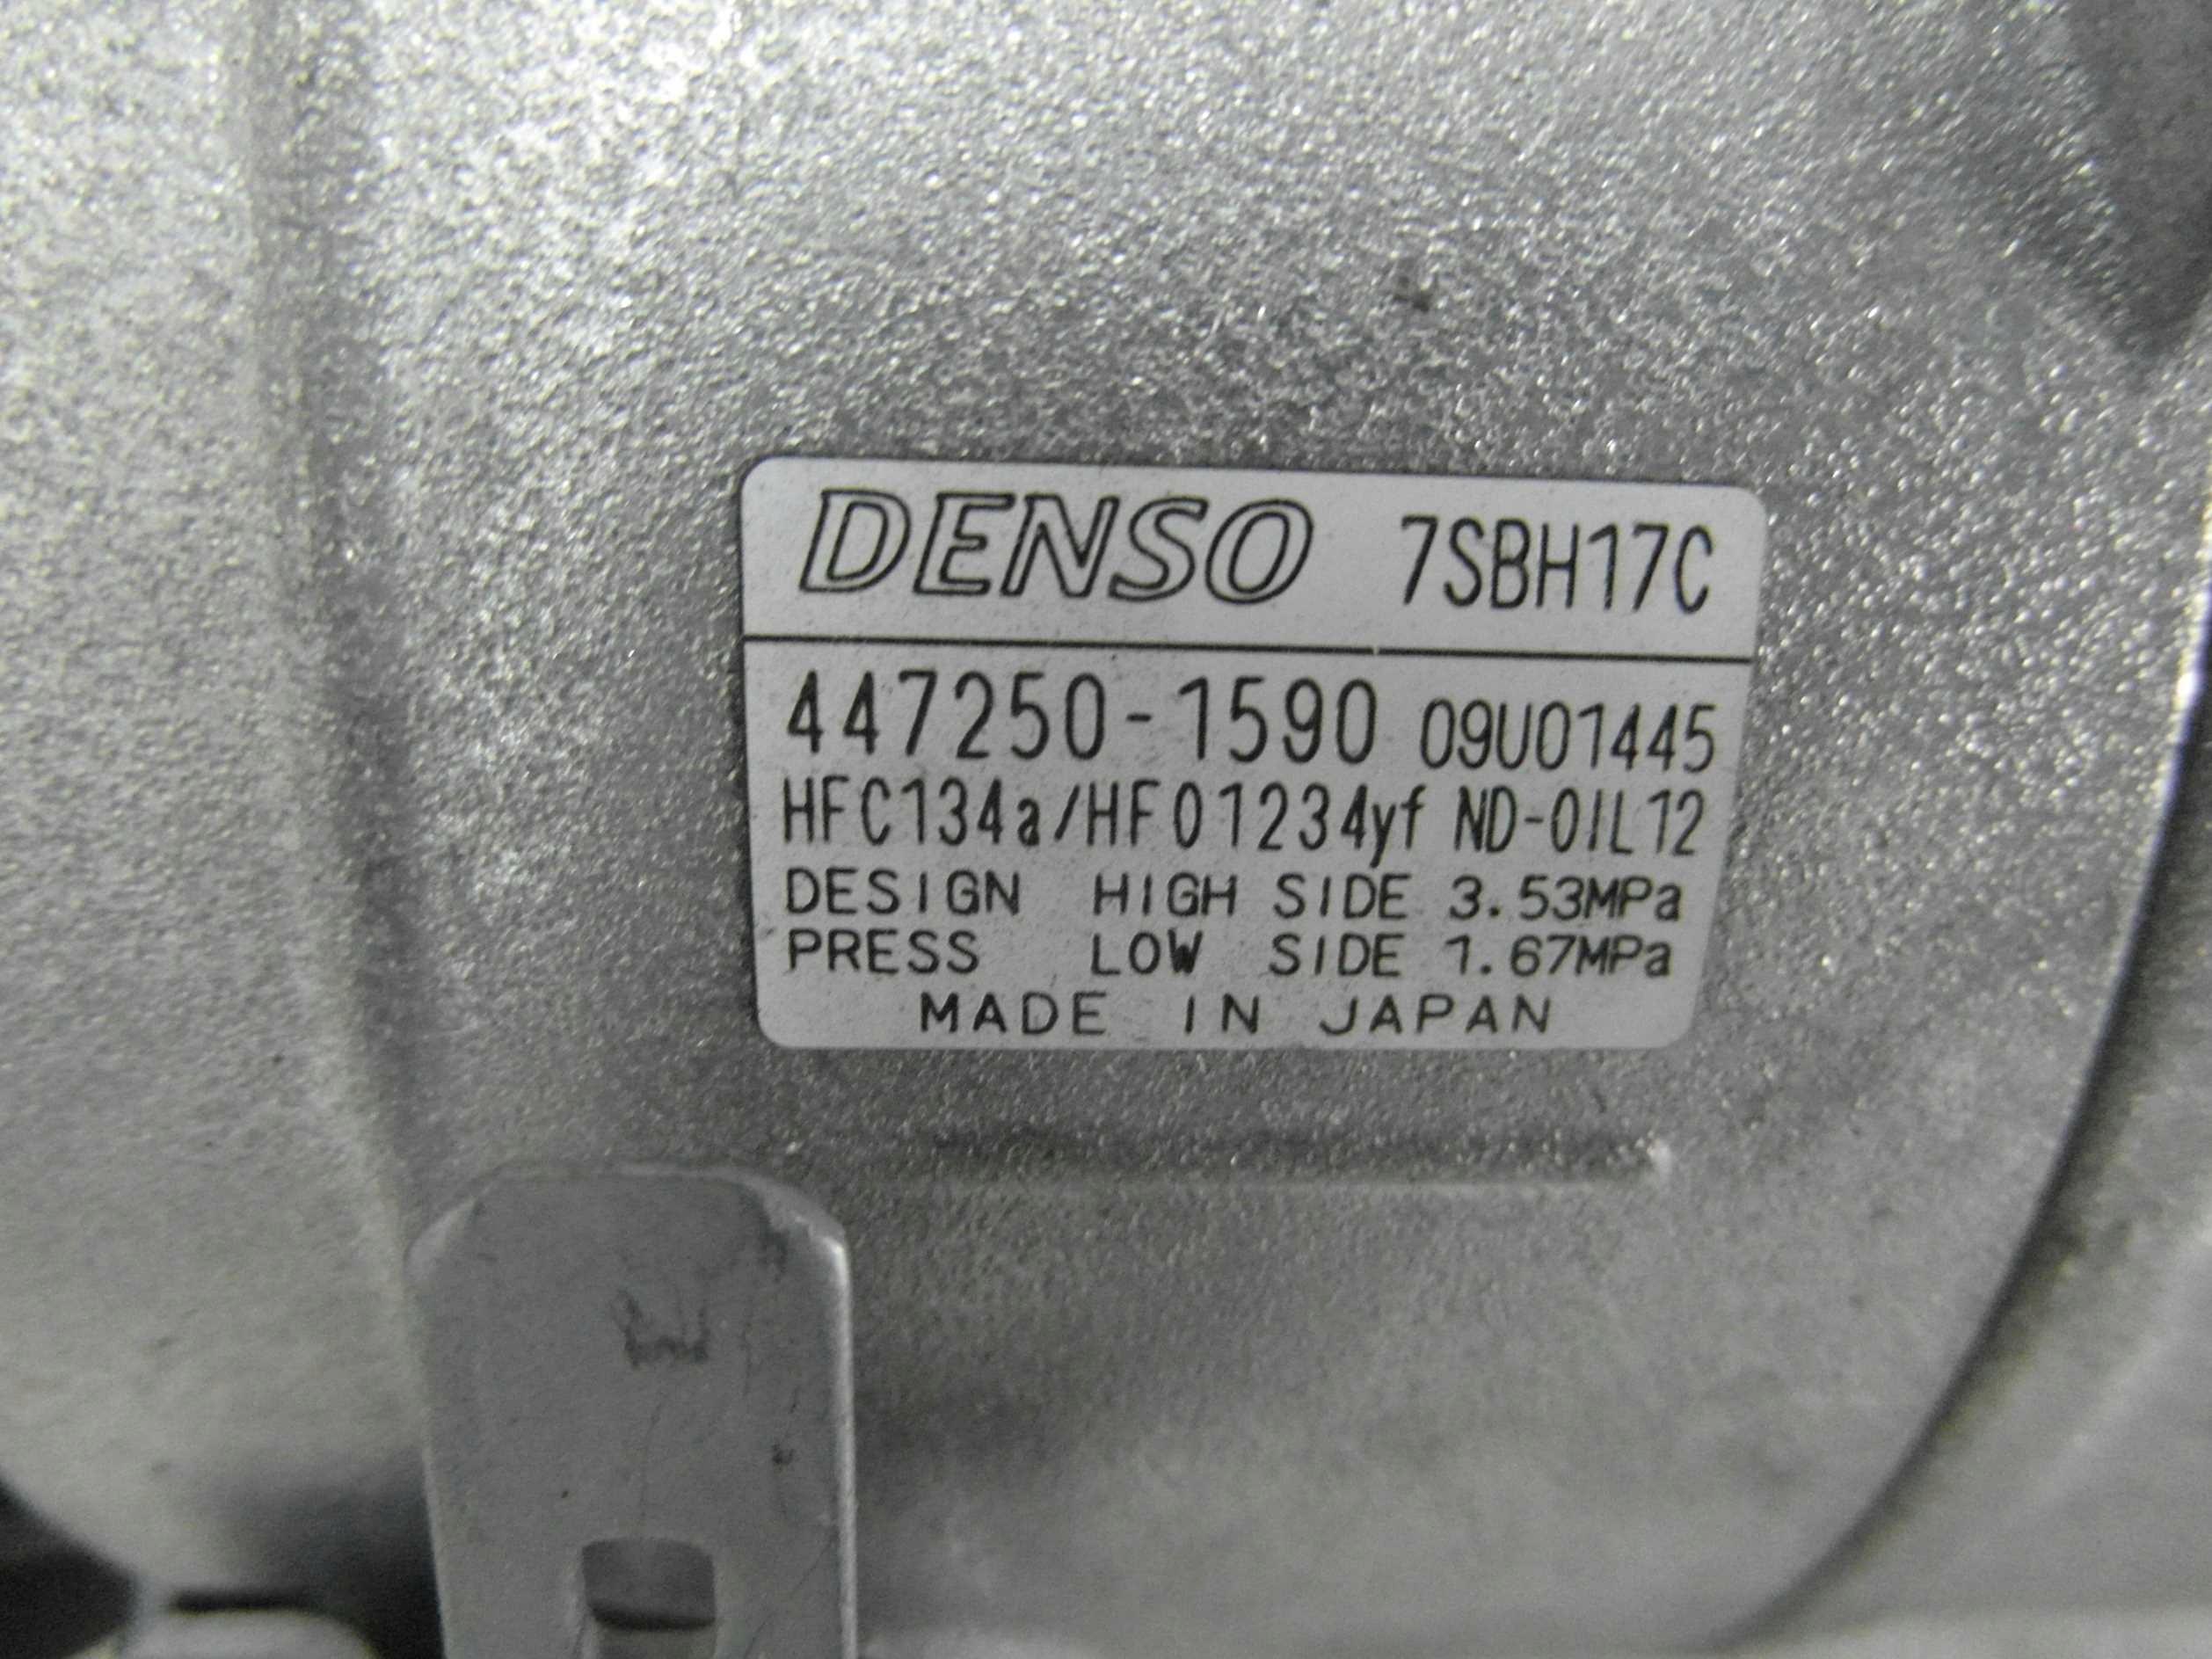 DENSO 7SBH17C
447250-1590 09U01445
HFC134a/HFO1234yf ND-OIL12
DESIGN HIGH SIDE 3.53MPa
PRESS LOW SIDE 1.67MPa
MADE IN JAPAN